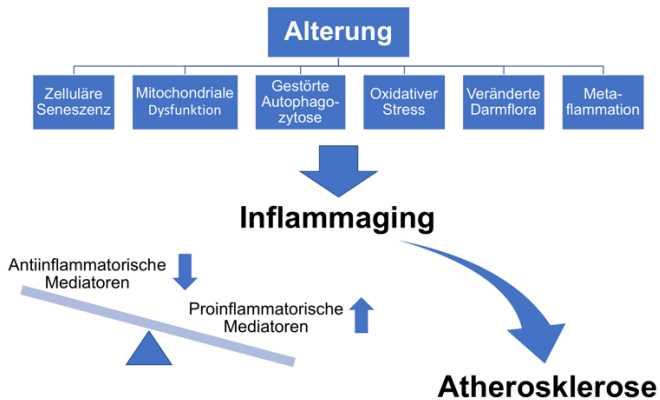 Alterung
Zelluläre
Seneszenz
Mitochondriale
Dysfunktion
Gestörte
Autophago-
zytose
Oxidativer
Stress
Veränderte
Darmflora
Meta-
flammation
Inflammaging
Antiinflammatorische
Mediatoren
Proinflammatorische
Mediatoren
Atherosklerose